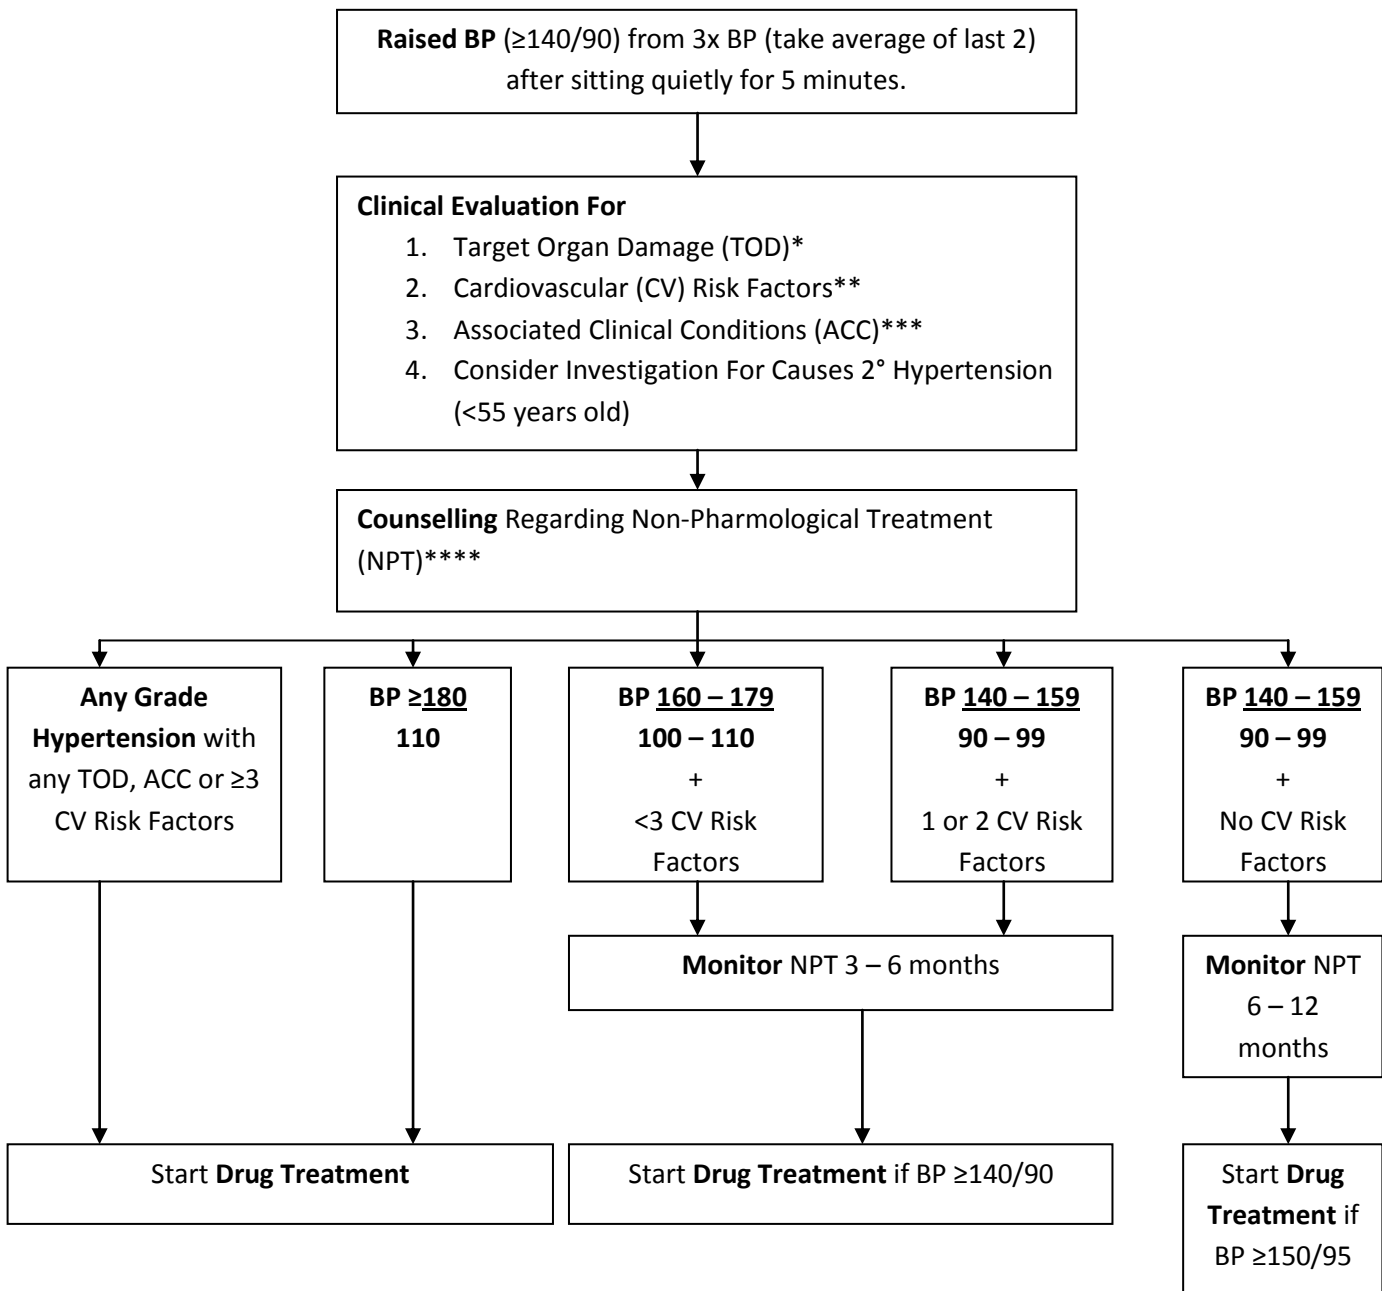 Raised BP (≥140/90) from 3x BP (take average of last 2)
after sitting quietly for 5 minutes.
Clinical Evaluation For
1. Target Organ Damage (TOD)*
2. Cardiovascular (CV) Risk Factors**
3. Associated Clinical Conditions (ACC)***
4. Consider Investigation For Causes 2° Hypertension
(<55 years old)
Counselling Regarding Non-Pharmological Treatment
(NPT)****
Any Grade
Hypertension with
any TOD, ACC or ≥3
CV Risk Factors
BP ≥180
110
BP 160 – 179
100 – 110
+
<3 CV Risk
Factors
BP 140 – 159
90 – 99
+
1 or 2 CV Risk
Factors
BP 140 – 159
90 – 99
+
No CV Risk
Factors
Monitor NPT 3 – 6 months
Monitor NPT
6 – 12
months
Start Drug Treatment
Start Drug Treatment if BP ≥140/90
Start Drug
Treatment if
BP ≥150/95